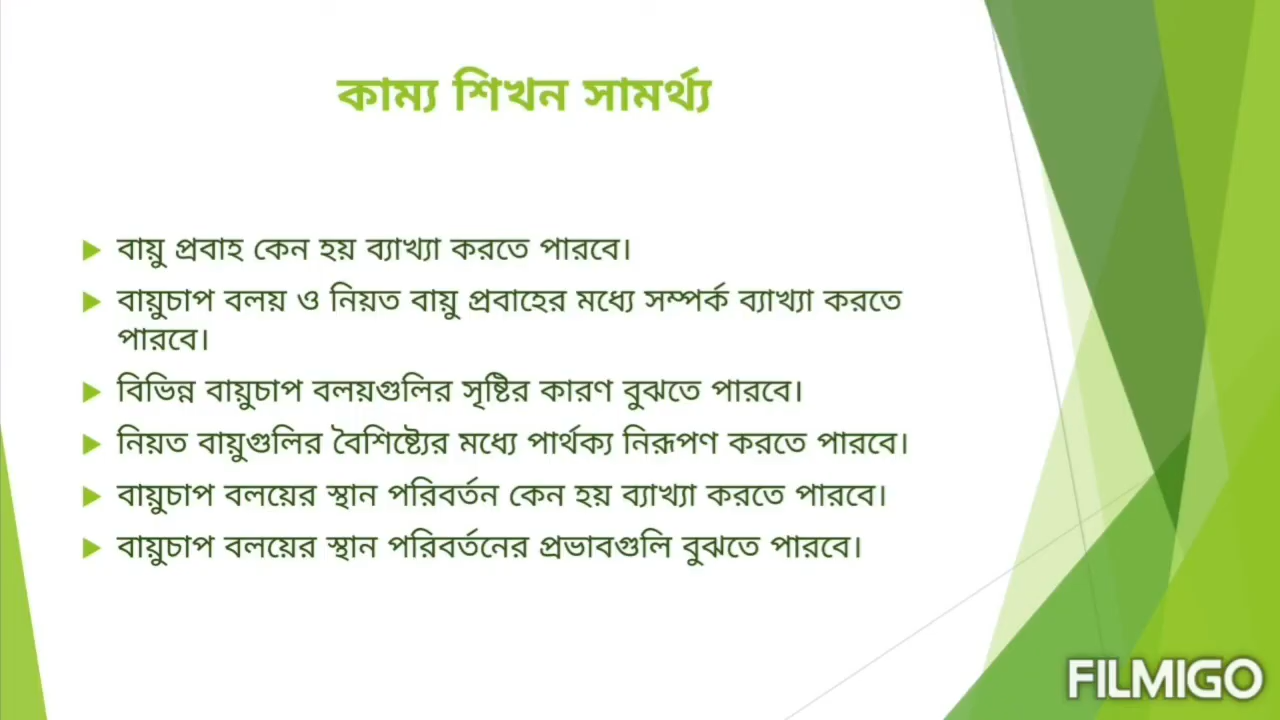 কাম্য শিখন সামর্থ্য
বায়ু প্রবাহ কেন হয় ব্যাখ্যা করতে পারবে।
বায়ুচাপ বলয় ও নিয়ত বায়ু প্রবাহের মধ্যে সম্পর্ক ব্যাখ্যা করতে
পারবে।
বিভিন্ন বায়ুচাপ বলয়গুলির সৃষ্টির কারণ বুঝতে পারবে।
নিয়ত বায়ুগুলির বৈশিষ্ট্যের মধ্যে পার্থক্য নিরূপণ করতে পারবে।
বায়ুচাপ বলয়ের স্থান পরিবর্তন কেন হয় ব্যাখ্যা করতে পারবে।
বায়ুচাপ বলয়ের স্থান পরিবর্তনের প্রভাবগুলি বুঝতে পারবে।
FILMIGO